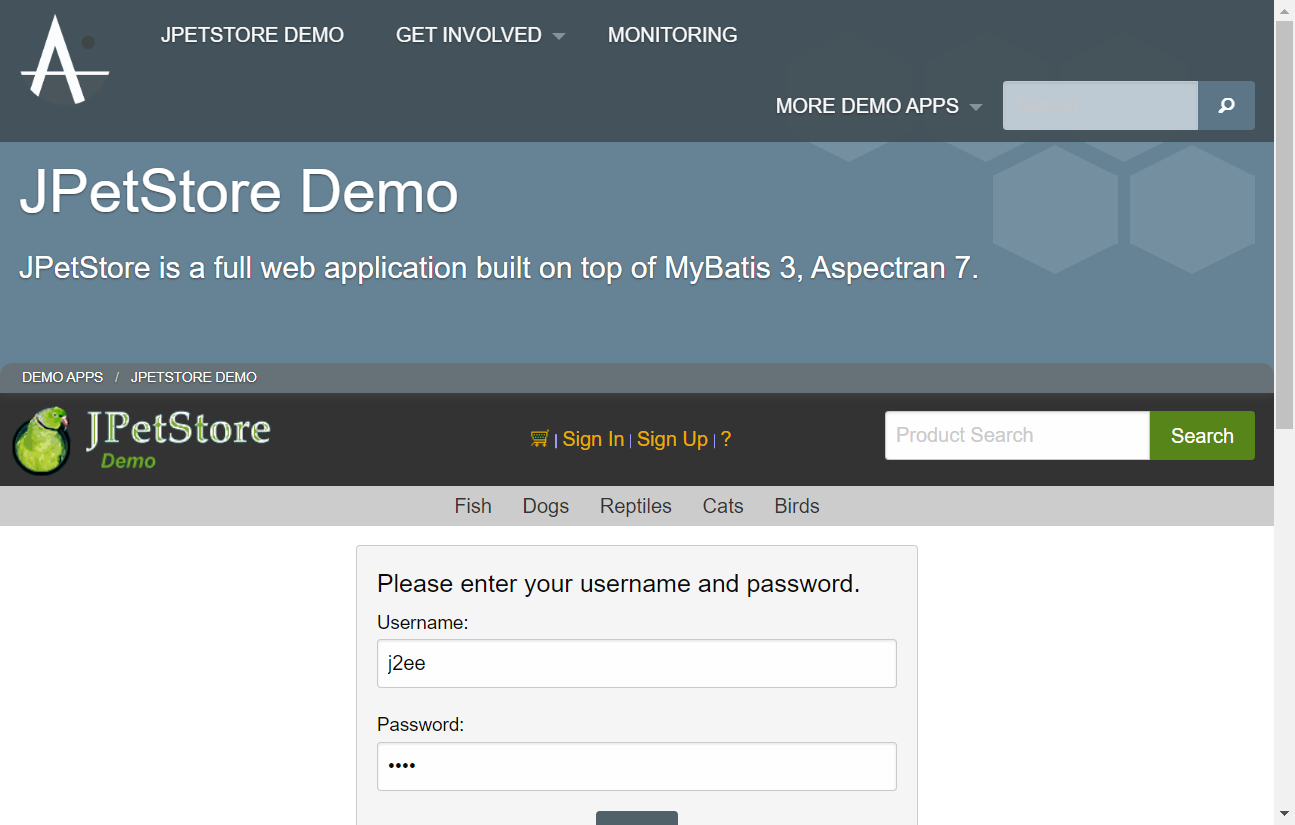 JPETSTORE DEMO GET INVOLVED MONITORING
MORE DEMO APPS
JPetStore Demo
JPetStore is a full web application built on top of MyBatis 3, Aspectran 7.
DEMO APPS / JPETSTORE DEMO
JPetStore
Demo
| Sign In | Sign Up | ?
Product Search
Search
Fish Dogs Reptiles Cats Birds
Please enter your username and password.
Username:
j2ee
Password:
••••